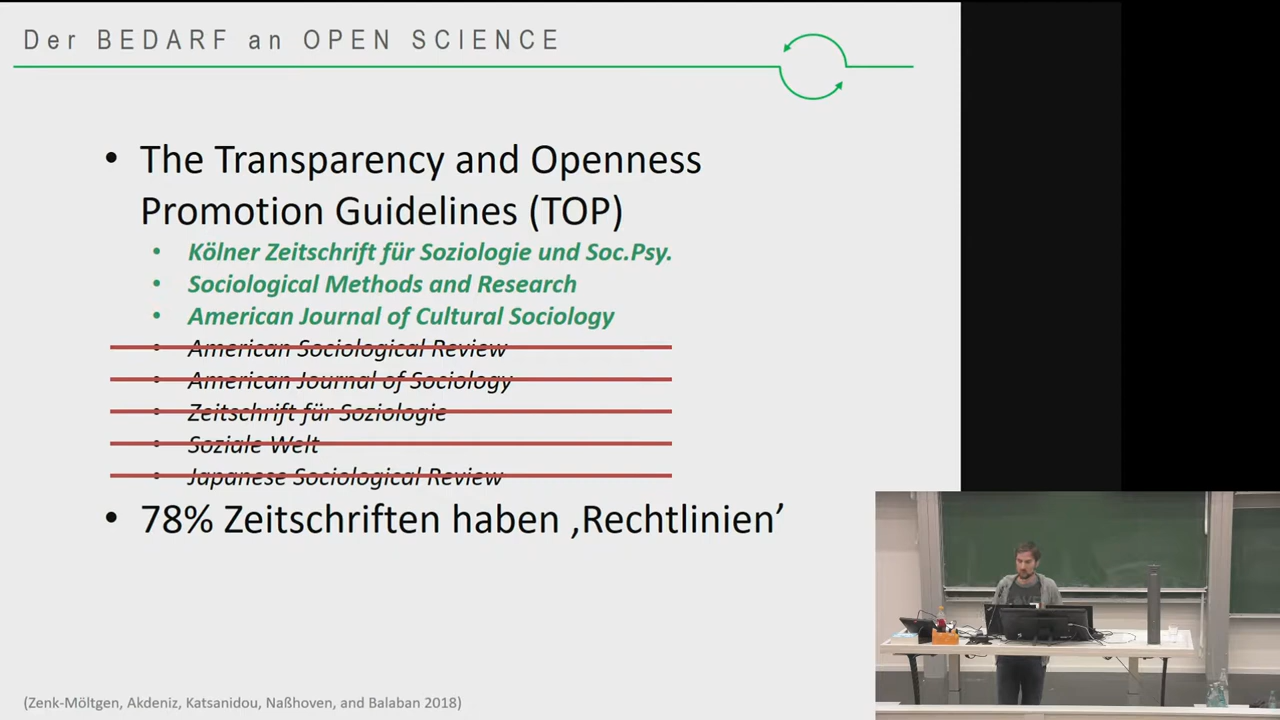 Der BEDARF an OPEN SCIENCE
• The Transparency and Openness
Promotion Guidelines (TOP)
• Kölner Zeitschrift für Soziologie und Soc.Psy.
• Sociological Methods and Research
• American Journal of Cultural Sociology
• American Sociological Review
• American Journal of Sociology
• Zeitschrift für Soziologie
• Soziale Welt
• Japanese Sociological Review
• 78% Zeitschriften haben ‚Rechtlinien’
(Zenk-Möltgen, Akdeniz, Katsanidou, Naßhoven, and Balaban 2018)